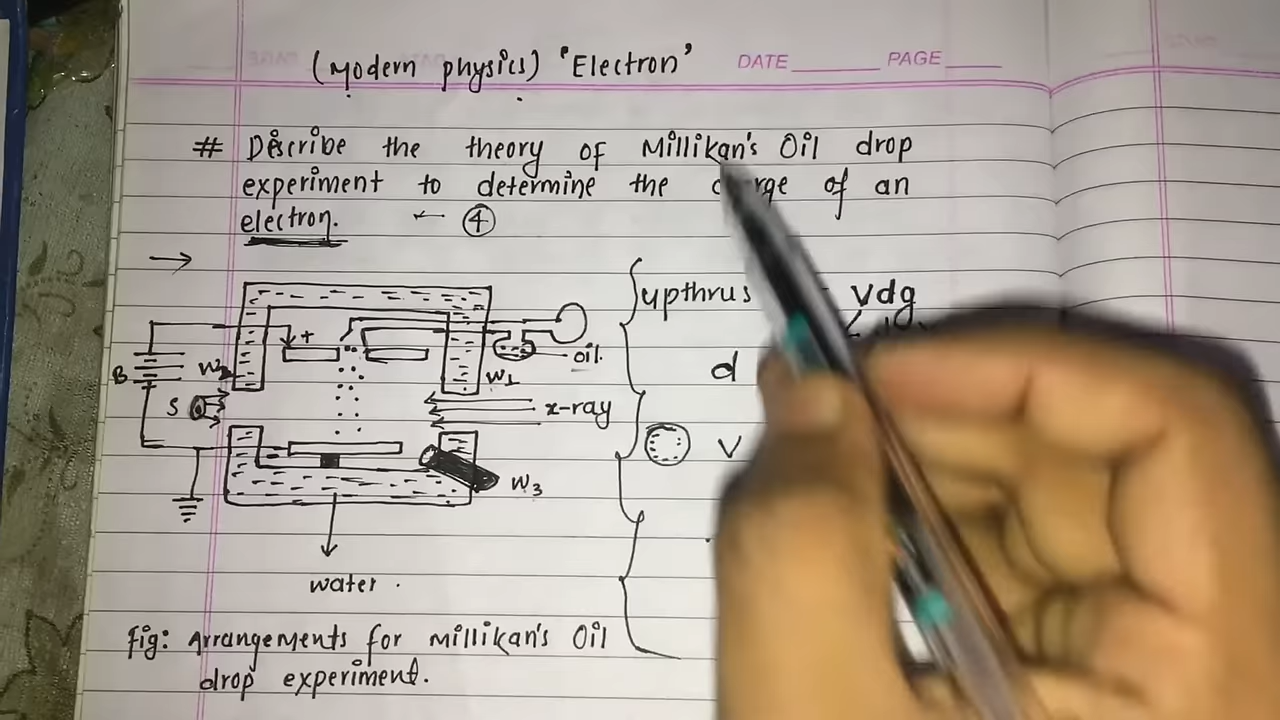 (Modern physics) 'Electron'
DATE PAGE
# Describe the theory of Millikan's Oil drop
experiment to determine the of an
electron. ← 4
→
upthrus Vdg
+
oil.
B W1
d
S x-ray
V
W3
water.
Fig: Arrangements for Millikan's Oil
drop experiment.